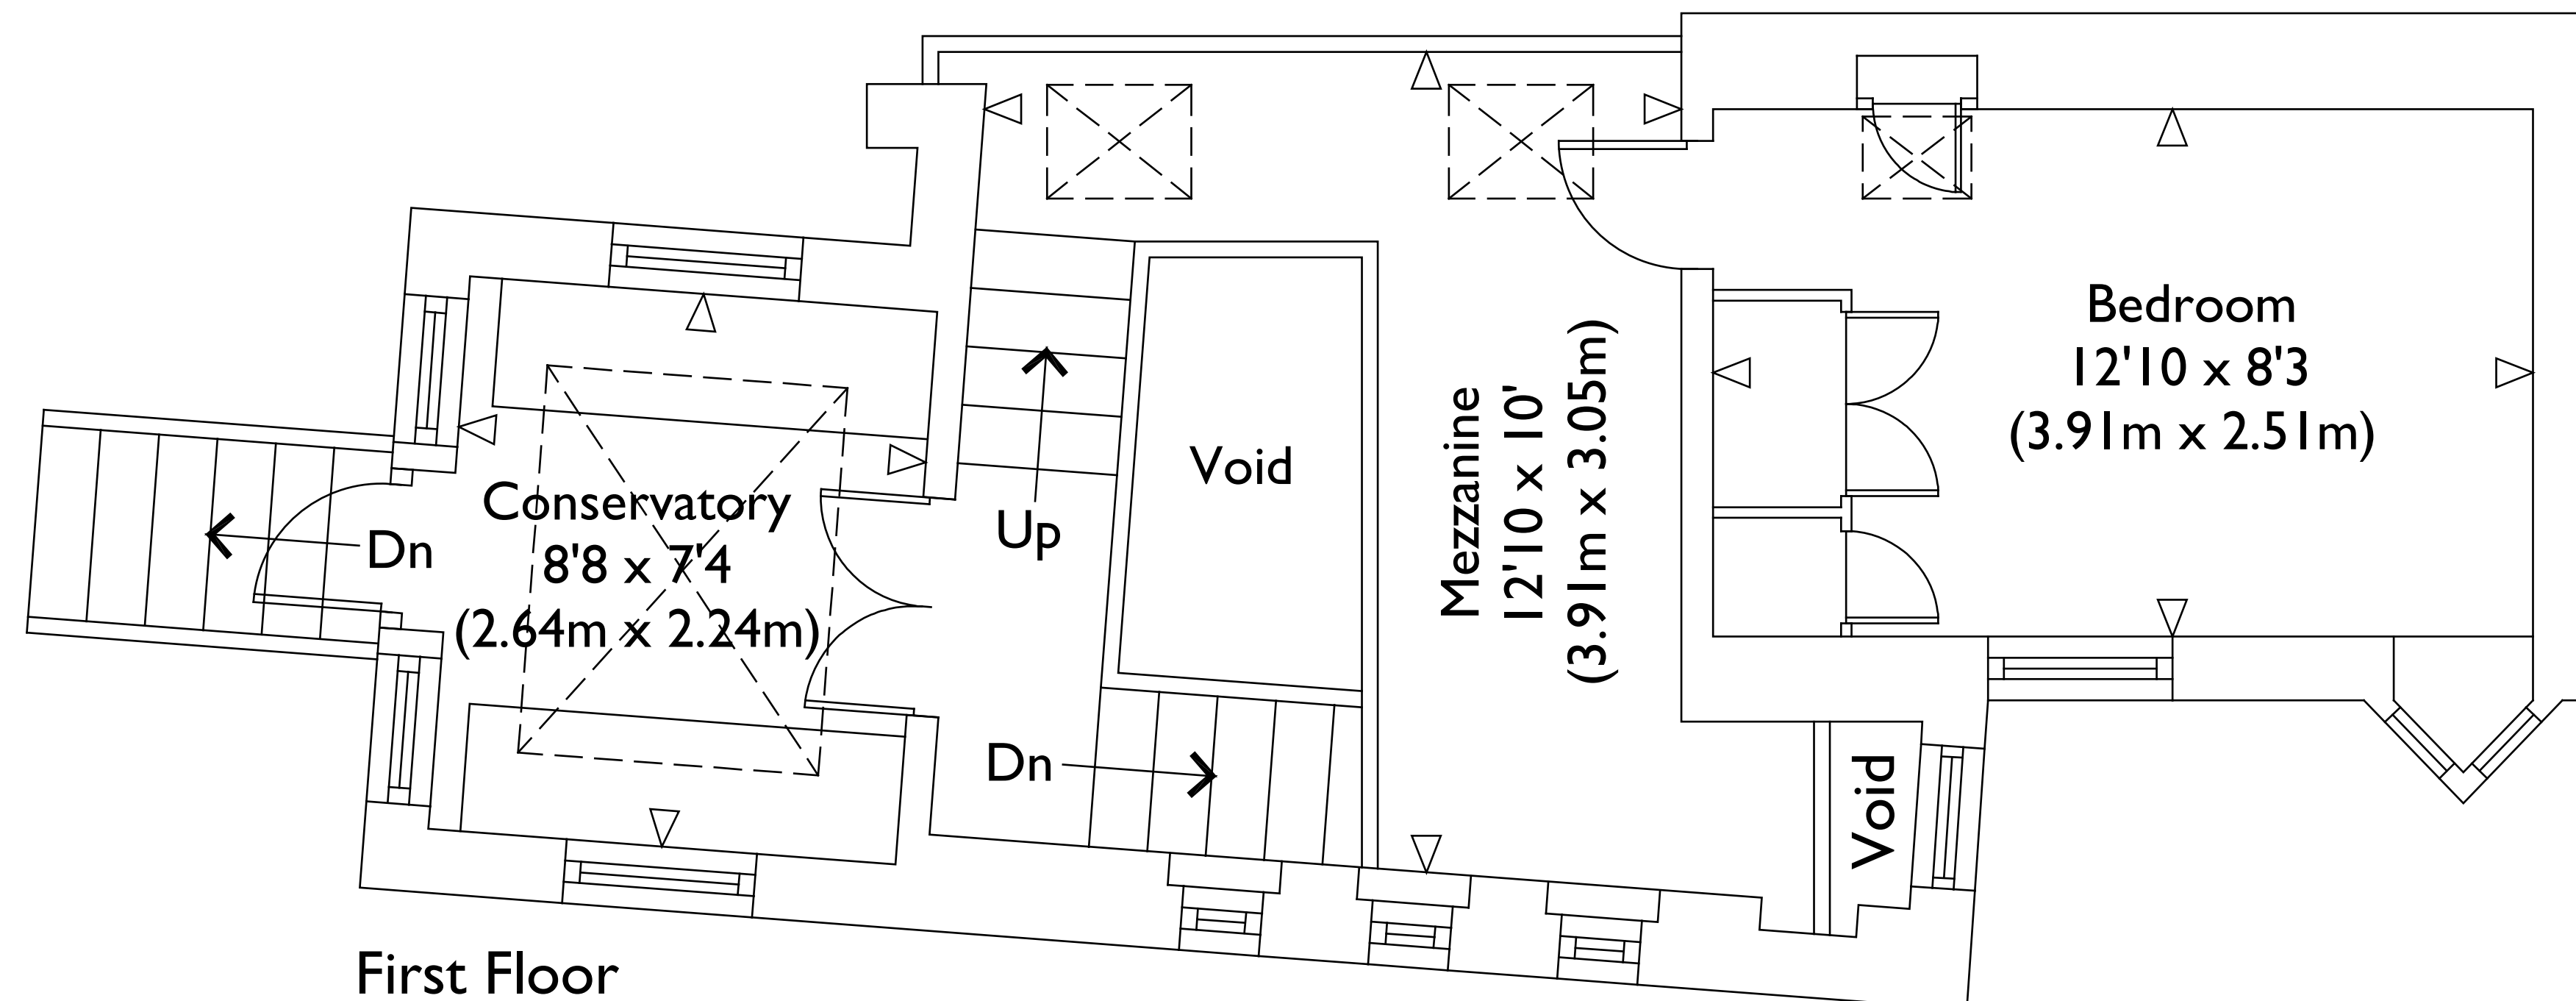 Bedroom
12'10 x 8'3
(3.91m x 2.51m)
Mezzanine
12'10 x 10'
(3.91m x 3.05m)
Void
Conservatory
8'8 x 7'4
(2.64m x 2.24m)
Up
Dn
Dn
Void
First Floor